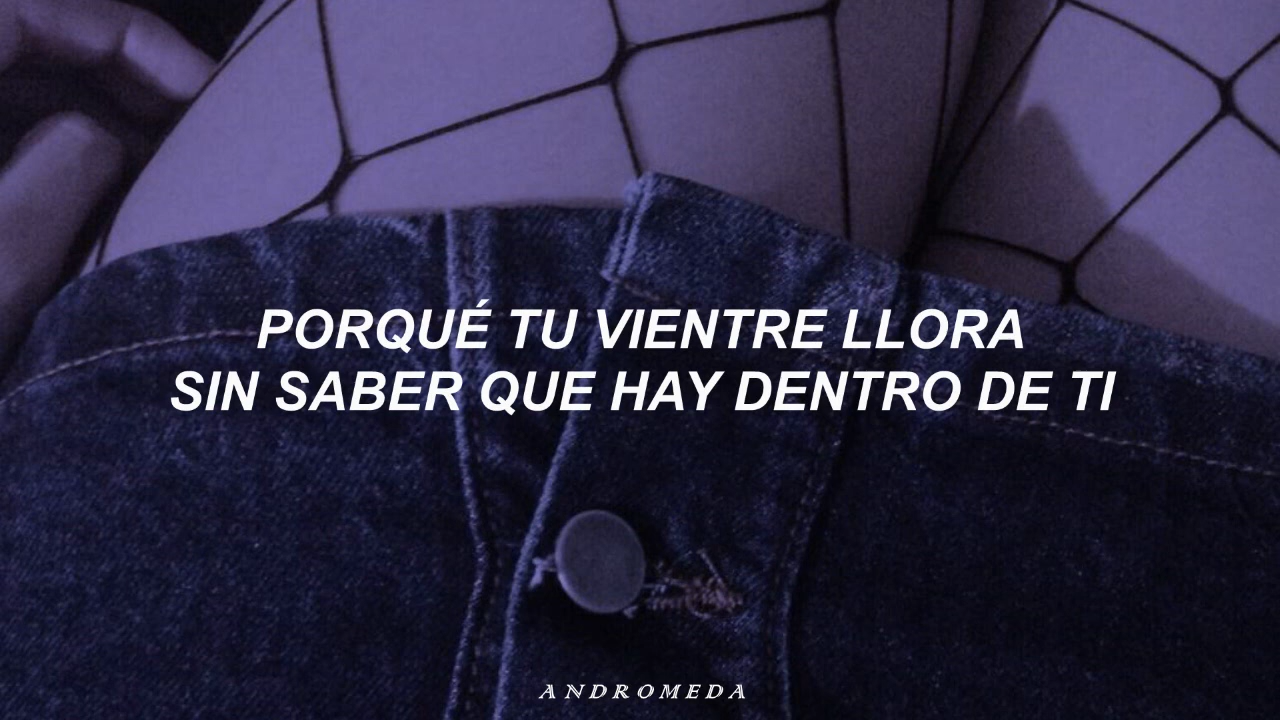 PORQUÉ TU VIENTRE LLORA
SIN SABER QUE HAY DENTRO DE TI
ANDROMEDA